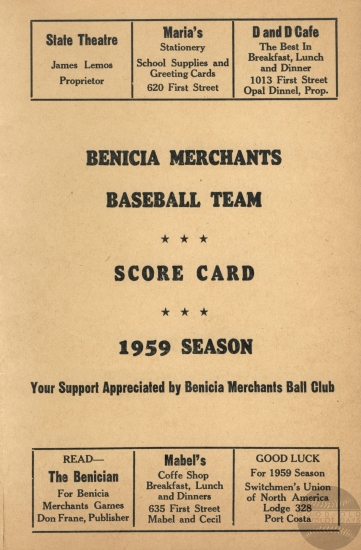 State Theatre
James Lemos
Proprietor
Maria's
Stationery
School Supplies and
Greeting Cards
620 First Street
D and D Cafe
The Best In
Breakfast, Lunch
and Dinner
1013 First Street
Opal Dinnel, Prop.
BENICIA MERCHANTS
BASEBALL TEAM
★ ★ ★
SCORE CARD
★ ★ ★
1959 SEASON
Your Support Appreciated by Benicia Merchants Ball Club
READ—
The Benician
For Benicia
Merchants Games
Don Frane, Publisher
Mabel's
Coffe Shop
Breakfast, Lunch
and Dinners
635 First Street
Mabel and Cecil
GOOD LUCK
For 1959 Season
Switchmen's Union
of North America
Lodge 328
Port Costa